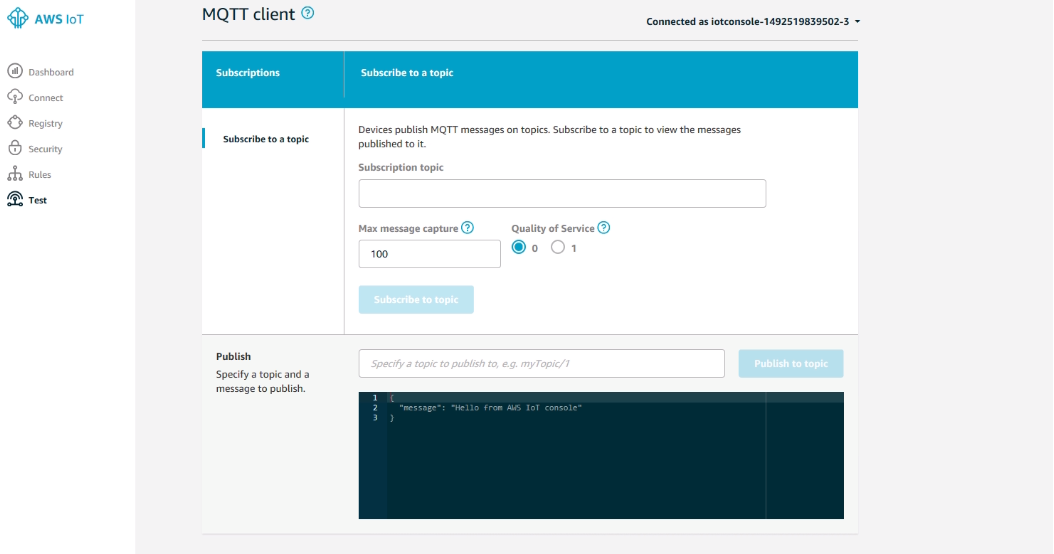 AWS IoT
Dashboard
Connect
Registry
Security
Rules
Test
MQTT client ?
Connected as iotconsole-1492519839502-3
Subscriptions
Subscribe to a topic
Subscribe to a topic
Devices publish MQTT messages on topics. Subscribe to a topic to view the messages
published to it.
Subscription topic
Max message capture ?
Quality of Service ?
100
0
1
Subscribe to topic
Publish
Specify a topic and a
message to publish.
Specify a topic to publish to, e.g. myTopic/1
Publish to topic
1 {
2 "message": "Hello from AWS IoT console"
3 }